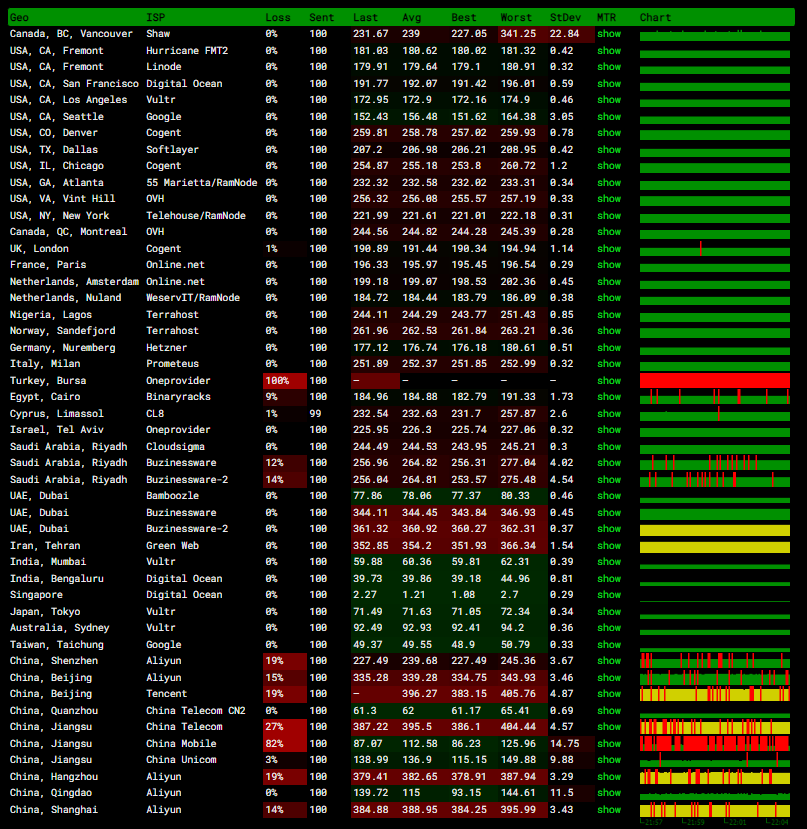 Geo ISP Loss Sent Last Avg Best Worst StDev MTR Chart
Canada, BC, Vancouver Shaw 0% 100 231.67 239 227.05 341.25 22.84 show
USA, CA, Fremont Hurricane FMT2 0% 100 181.03 180.62 180.02 181.32 0.42 show
USA, CA, Fremont Linode 0% 100 179.91 179.64 179.1 180.91 0.32 show
USA, CA, San Francisco Digital Ocean 0% 100 191.77 192.07 191.42 196.01 0.59 show
USA, CA, Los Angeles Vultr 0% 100 172.95 172.9 172.16 174.9 0.46 show
USA, CA, Seattle Google 0% 100 152.43 156.48 151.62 164.38 3.05 show
USA, CO, Denver Cogent 0% 100 259.81 258.78 257.02 259.93 0.78 show
USA, TX, Dallas Softlayer 0% 100 207.2 206.98 206.21 208.95 0.42 show
USA, IL, Chicago Cogent 0% 100 254.87 255.18 253.8 260.72 1.2 show
USA, GA, Atlanta 55 Marietta/RamNode 0% 100 232.32 232.58 232.02 233.31 0.34 show
USA, VA, Vint Hill OVH 0% 100 256.32 256.08 255.57 257.19 0.33 show
USA, NY, New York Telehouse/RamNode 0% 100 221.99 221.61 221.01 222.18 0.31 show
Canada, QC, Montreal OVH 0% 100 244.56 244.82 244.28 245.39 0.28 show
UK, London Cogent 1% 100 190.89 191.44 190.34 194.94 1.14 show
France, Paris Online.net 0% 100 196.33 195.97 195.45 196.54 0.29 show
Netherlands, Amsterdam Online.net 0% 100 199.18 199.07 198.53 202.36 0.45 show
Netherlands, Nuland WeservIT/RamNode 0% 100 184.72 184.44 183.79 186.09 0.38 show
Nigeria, Lagos Terrahost 0% 100 244.11 244.29 243.77 251.43 0.85 show
Norway, Sandefjord Terrahost 0% 100 261.96 262.53 261.84 263.21 0.36 show
Germany, Nuremberg Hetzner 0% 100 177.12 176.74 176.18 180.61 0.51 show
Italy, Milan Prometeus 0% 100 251.89 252.37 251.85 252.99 0.32 show
Turkey, Bursa Oneprovider 100% 100 – – – – – show
Egypt, Cairo Binaryracks 9% 100 184.96 184.88 182.79 191.33 1.73 show
Cyprus, Limassol CL8 1% 99 232.54 232.63 231.7 257.87 2.6 show
Israel, Tel Aviv Oneprovider 0% 100 225.95 226.3 225.74 227.06 0.32 show
Saudi Arabia, Riyadh Cloudsigma 0% 100 244.49 244.53 243.95 245.21 0.3 show
Saudi Arabia, Riyadh Buzinessware 12% 100 256.96 264.82 256.31 277.04 4.02 show
Saudi Arabia, Riyadh Buzinessware-2 14% 100 256.04 264.81 253.57 275.48 4.54 show
UAE, Dubai Bamboozle 0% 100 77.86 78.06 77.37 80.33 0.46 show
UAE, Dubai Buzinessware 0% 100 344.11 344.45 343.84 346.93 0.45 show
UAE, Dubai Buzinessware-2 0% 100 361.32 360.92 360.27 362.31 0.37 show
Iran, Tehran Green Web 0% 100 352.85 354.2 351.93 366.34 1.54 show
India, Mumbai Vultr 0% 100 59.88 60.36 59.81 62.31 0.39 show
India, Bengaluru Digital Ocean 0% 100 39.73 39.86 39.18 44.96 0.81 show
Singapore Digital Ocean 0% 100 2.27 1.21 1.08 2.7 0.29 show
Japan, Tokyo Vultr 0% 100 71.49 71.63 71.05 72.34 0.34 show
Australia, Sydney Vultr 0% 100 92.49 92.93 92.41 94.2 0.36 show
Taiwan, Taichung Google 0% 100 49.37 49.55 48.9 50.79 0.33 show
China, Shenzhen Aliyun 19% 100 227.49 239.68 227.49 245.36 3.67 show
China, Beijing Aliyun 15% 100 335.28 339.28 334.75 343.93 3.46 show
China, Beijing Tencent 19% 100 – 396.27 383.15 405.76 4.87 show
China, Quanzhou China Telecom CN2 0% 100 61.3 62 61.17 65.41 0.69 show
China, Jiangsu China Telecom 27% 100 387.22 395.5 386.1 404.44 4.57 show
China, Jiangsu China Mobile 82% 100 87.07 112.58 86.23 125.96 14.75 show
China, Jiangsu China Unicom 3% 100 138.99 136.9 115.15 149.88 9.88 show
China, Hangzhou Aliyun 19% 100 379.41 382.65 378.91 387.94 3.29 show
China, Qingdao Aliyun 0% 100 139.72 115 93.15 144.61 11.5 show
China, Shanghai Aliyun 14% 100 384.88 388.95 384.25 395.99 3.43 show